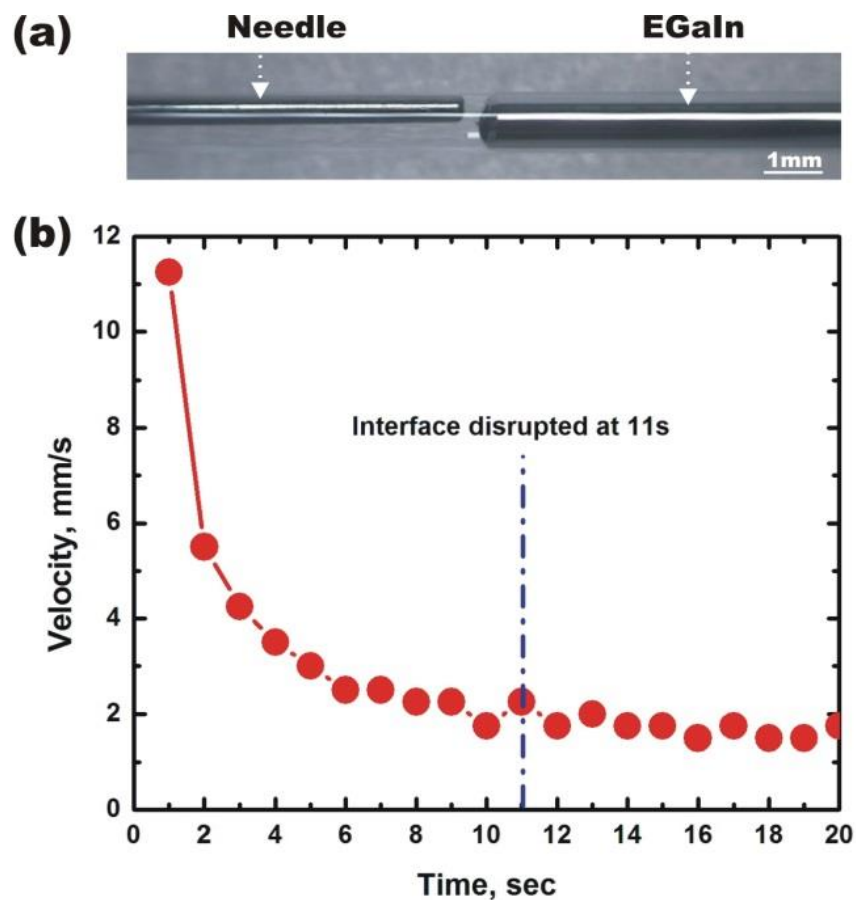 (a)
Needle
EGaIn
1mm
(b)
12
10
8
6
4
2
0
Velocity, mm/s
Interface disrupted at 11s
0 2 4 6 8 10 12 14 16 18 20
Time, sec